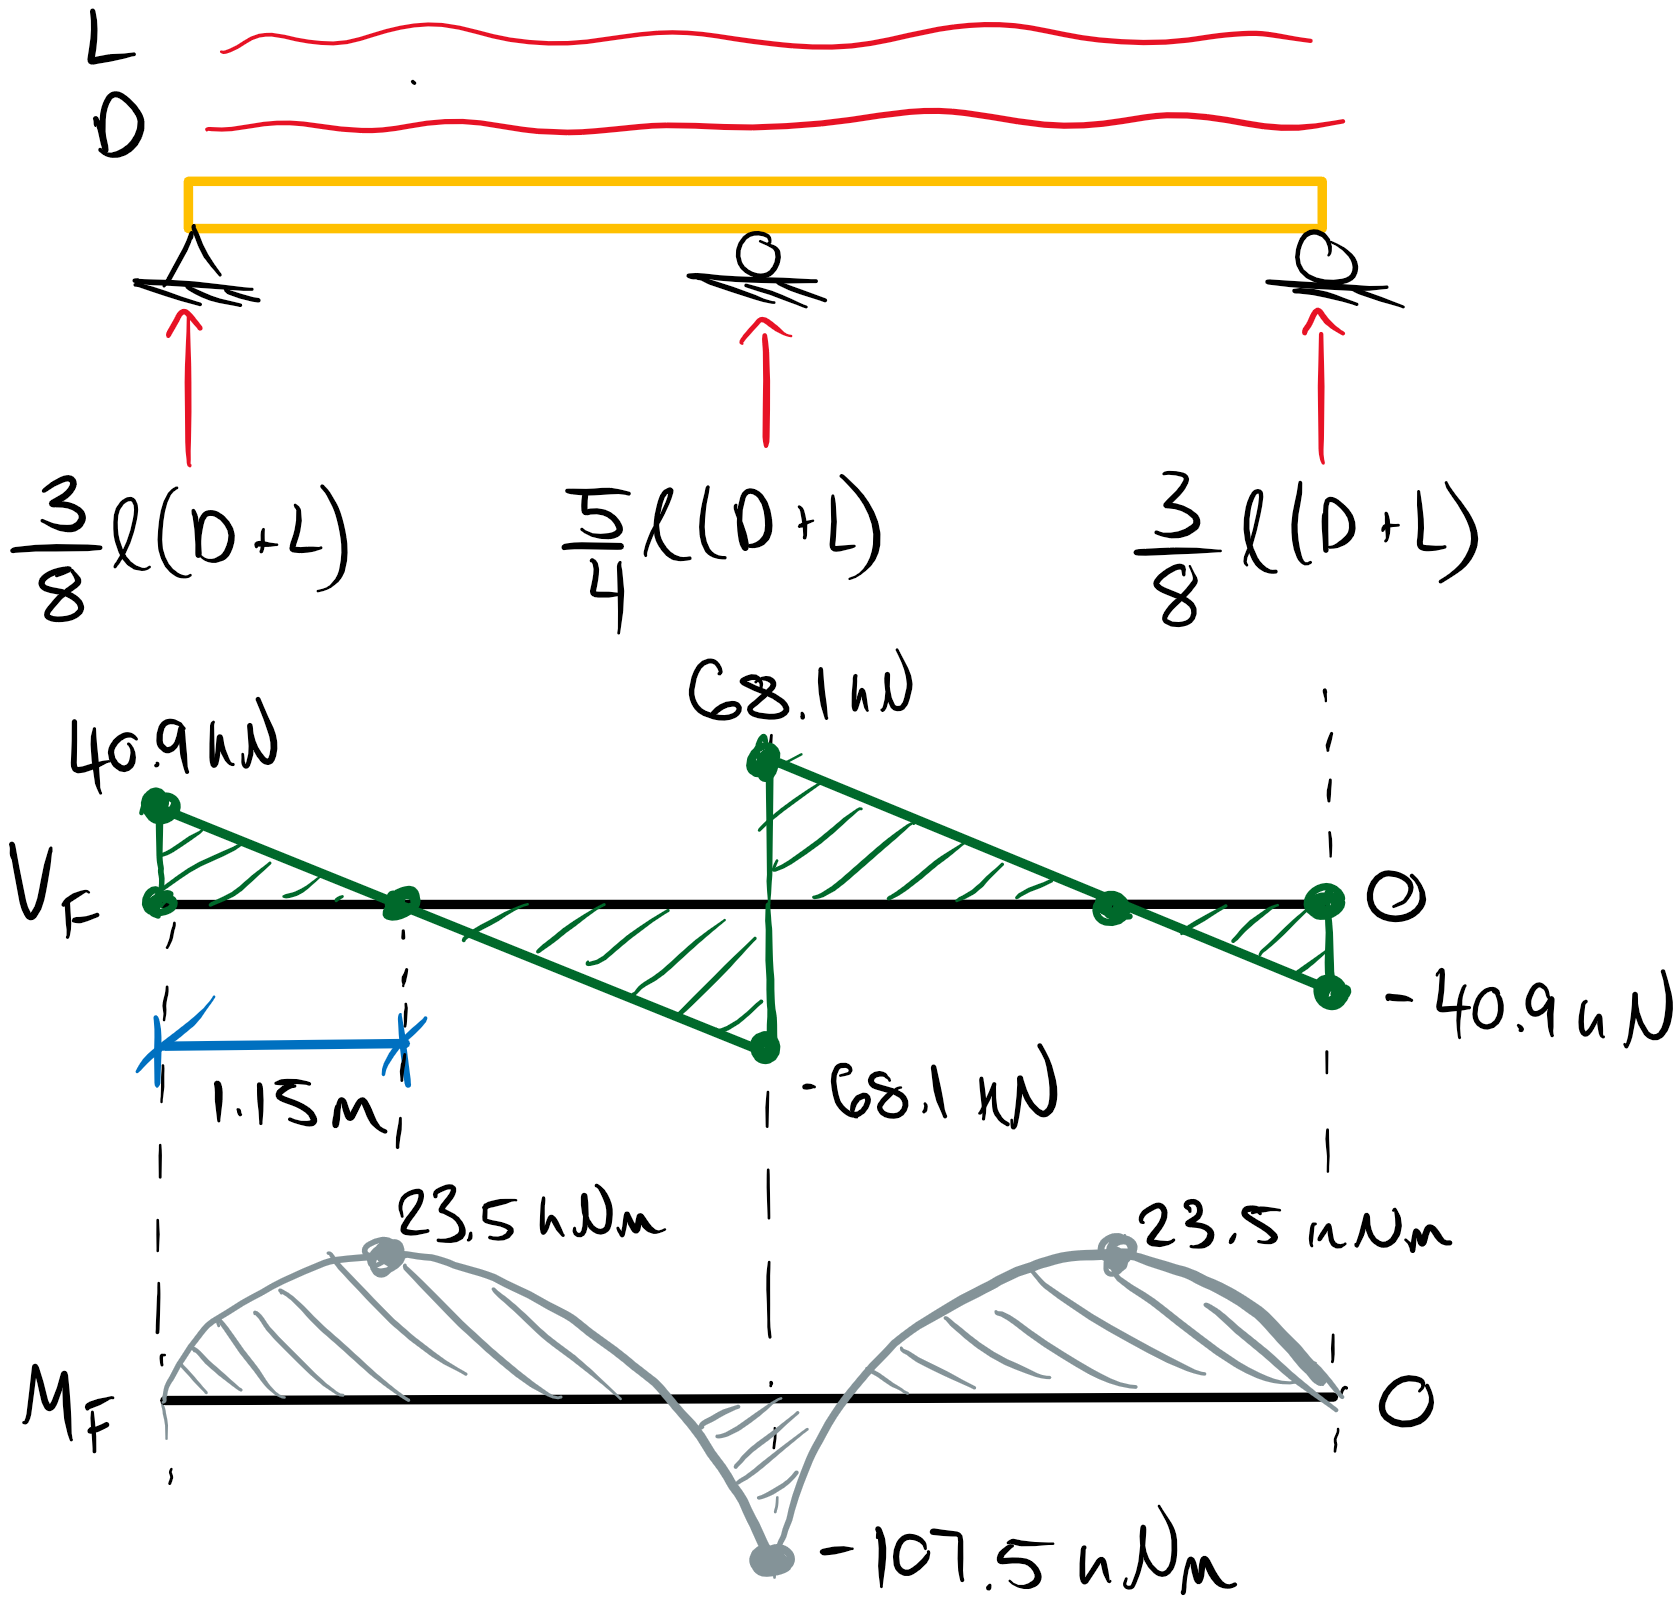 L
D
3/8 ℓ(D+L) 5/4 ℓ(D+L) 3/8 ℓ(D+L)
68.1 kN
40.9 kN
V_F 0
-40.9 kN
1.15 m
-68.1 kN
23.5 kNm 23.5 kNm
M_F 0
-107.5 kNm